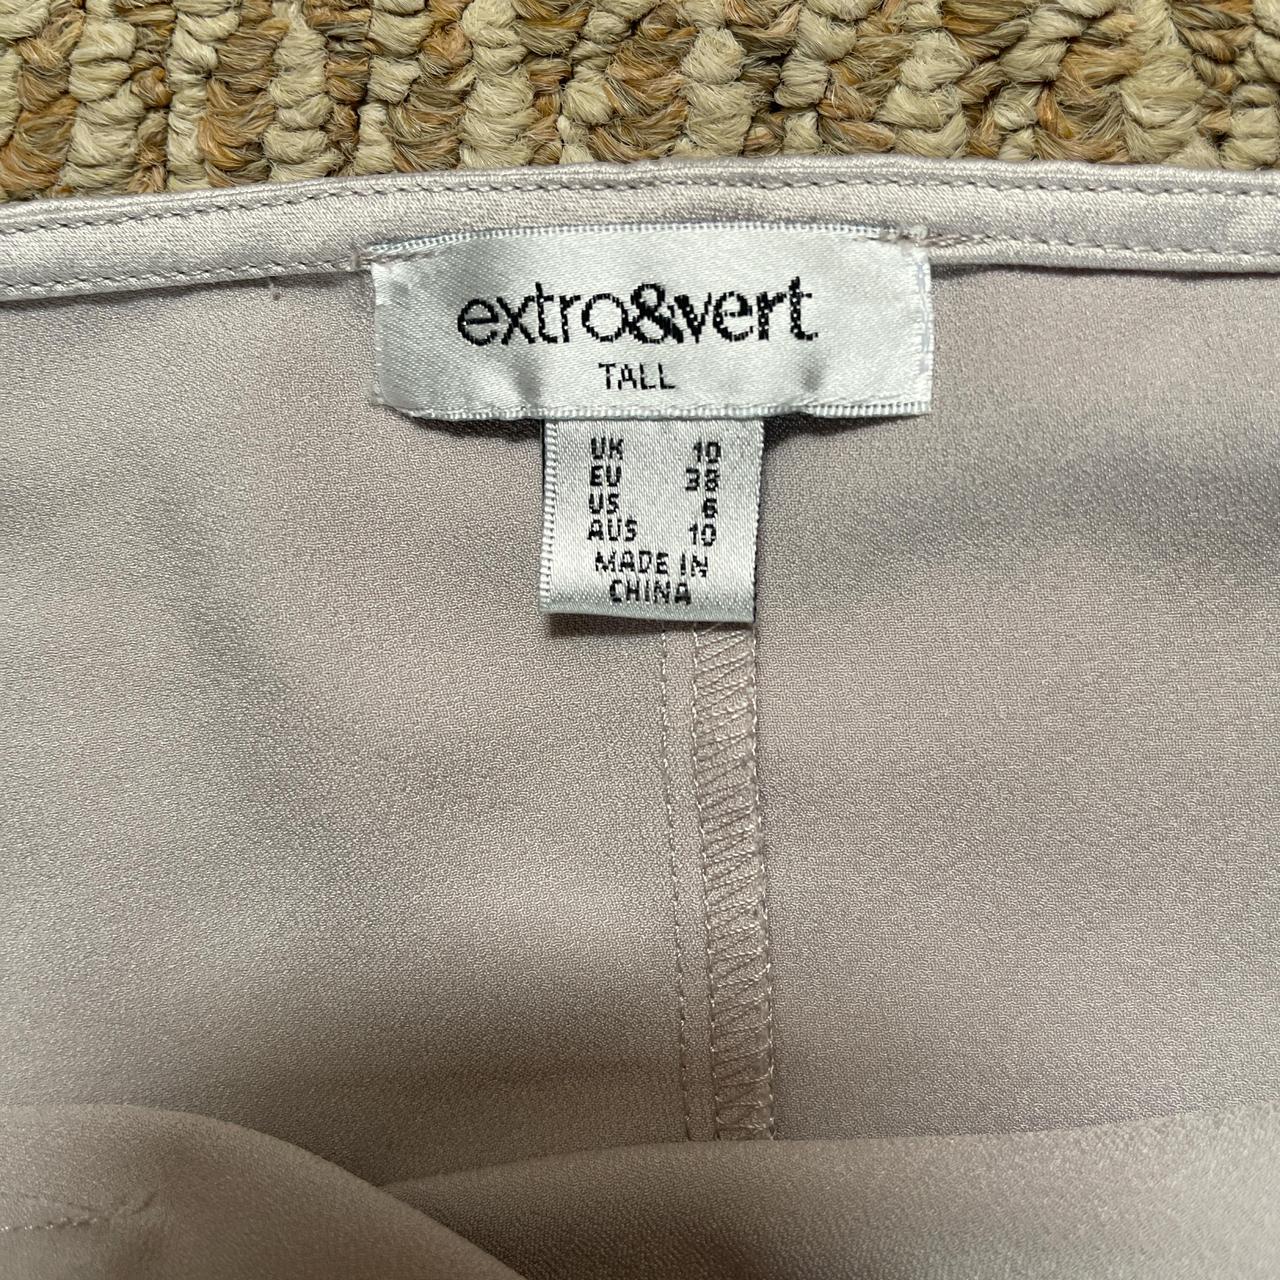 extro&vert
TALL
UK 10
EU 38
US 6
AUS 10
MADE IN
CHINA